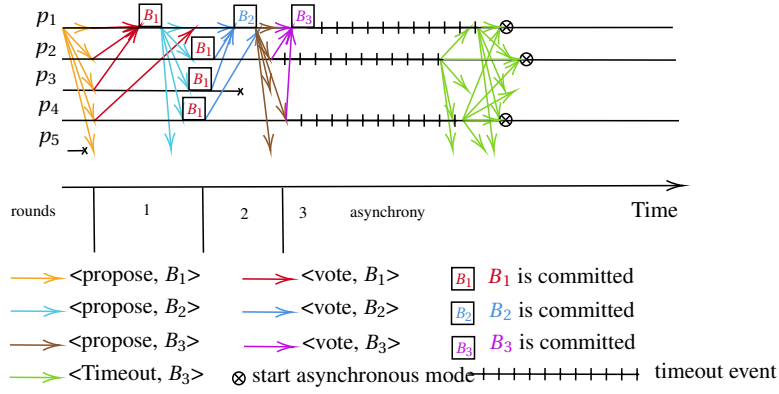 p₁ B₁ B₂ B₃
p₂ B₁
p₃ B₁
p₄ B₁
p₅
rounds 1 2 3 asynchrony Time
<propose, B₁> <vote, B₁> B₁ B₁ is committed
<propose, B₂> <vote, B₂> B₂ B₂ is committed
<propose, B₃> <vote, B₃> B₃ B₃ is committed
<Timeout, B₃> start asynchronous mode timeout event